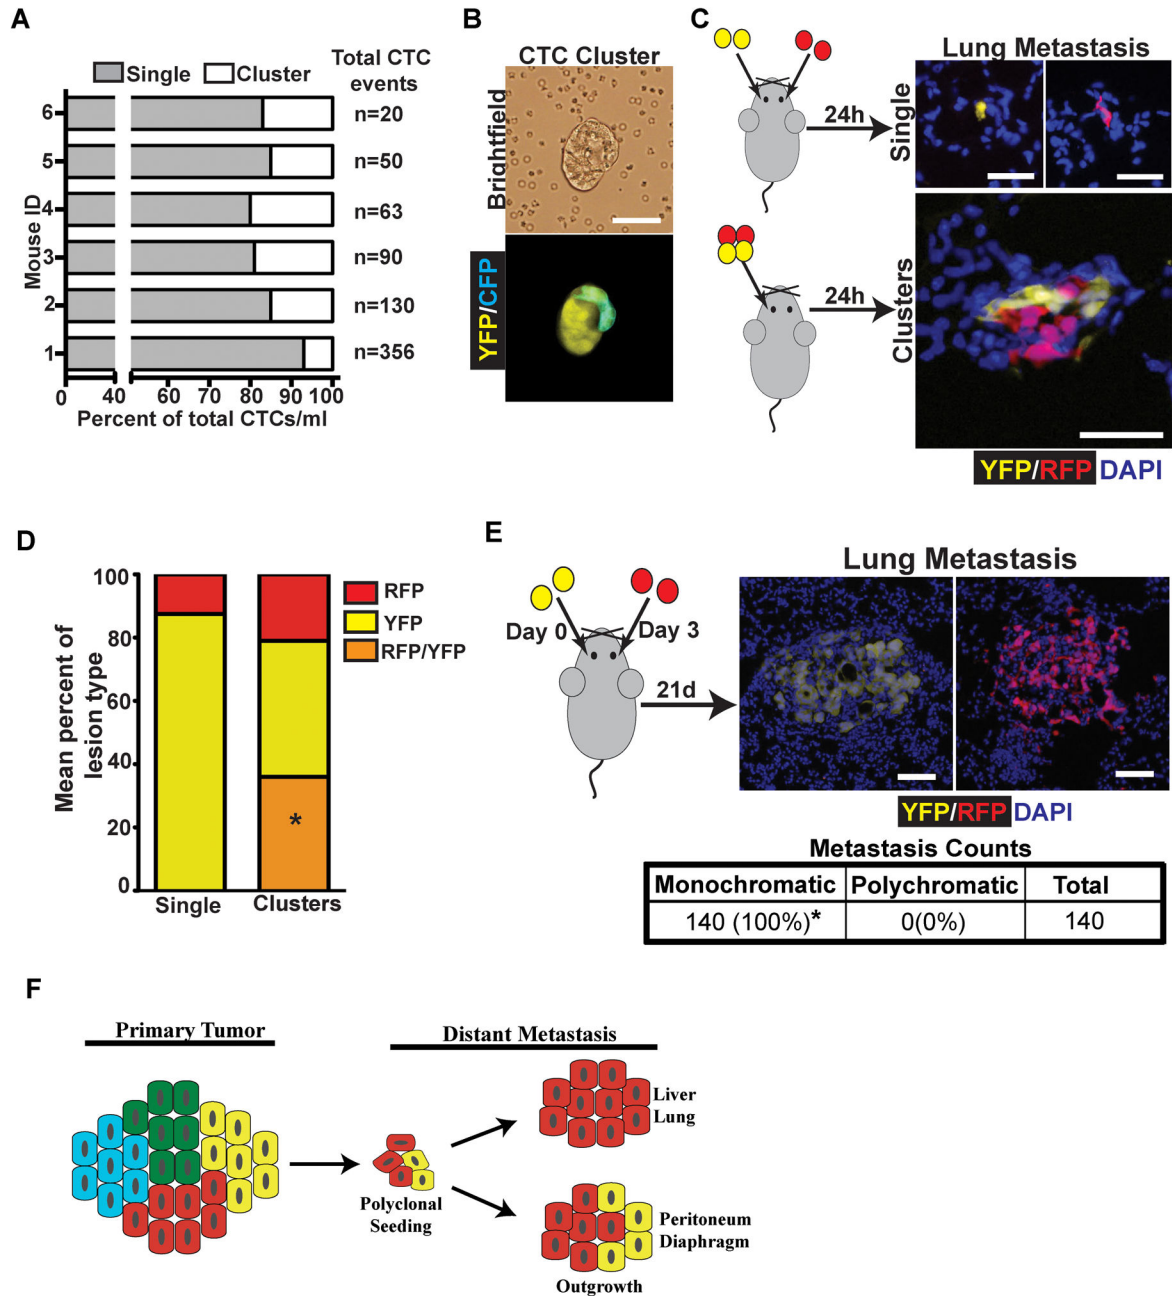 A
Single Cluster
Total CTC
events
Mouse ID
6 n=20
5 n=50
4 n=63
3 n=90
2 n=130
1 n=356
0 40 60 70 80 90 100
Percent of total CTCs/ml
B
CTC Cluster
Brightfield
YFP/CFP
C
Lung Metastasis
24h
Single
24h
Clusters
YFP/RFP DAPI
D
Mean percent of
lesion type
100
80
60
40
20
0
*
Single Clusters
RFP
YFP
RFP/YFP
E
Lung Metastasis
Day 0 Day 3
21d
YFP/RFP DAPI
Metastasis Counts
Monochromatic Polychromatic Total
140 (100%)* 0(0%) 140
F
Primary Tumor
Distant Metastasis
Polyclonal
Seeding
Liver
Lung
Peritoneum
Diaphragm
Outgrowth